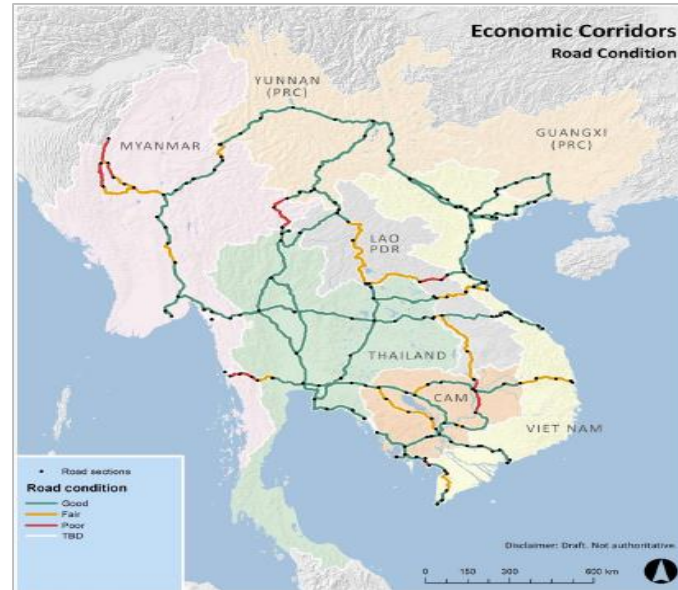 Economic Corridors
Road Condition
YUNNAN
(PRC)
GUANGXI
(PRC)
MYANMAR
LAO
PDR
THAILAND
CAM
VIET NAM
Road sections
Road condition
Good
Fair
Poor
TBD
Disclaimer: Draft. Not authoritative.
0 150 300 600 km